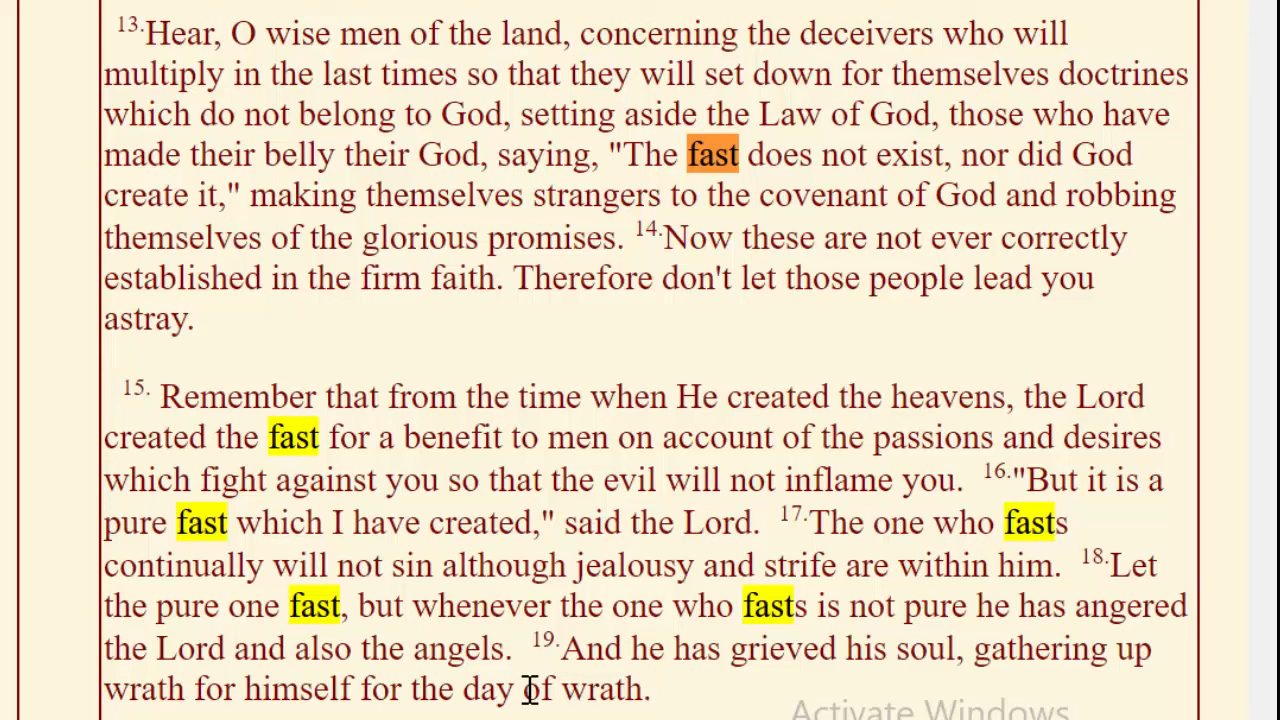 13.Hear, O wise men of the land, concerning the deceivers who will
multiply in the last times so that they will set down for themselves doctrines
which do not belong to God, setting aside the Law of God, those who have
made their belly their God, saying, "The fast does not exist, nor did God
create it," making themselves strangers to the covenant of God and robbing
themselves of the glorious promises. 14.Now these are not ever correctly
established in the firm faith. Therefore don't let those people lead you
astray.
15. Remember that from the time when He created the heavens, the Lord
created the fast for a benefit to men on account of the passions and desires
which fight against you so that the evil will not inflame you. 16."But it is a
pure fast which I have created," said the Lord. 17.The one who fasts
continually will not sin although jealousy and strife are within him. 18.Let
the pure one fast, but whenever the one who fasts is not pure he has angered
the Lord and also the angels. 19.And he has grieved his soul, gathering up
wrath for himself for the day of wrath.
Activate Windows